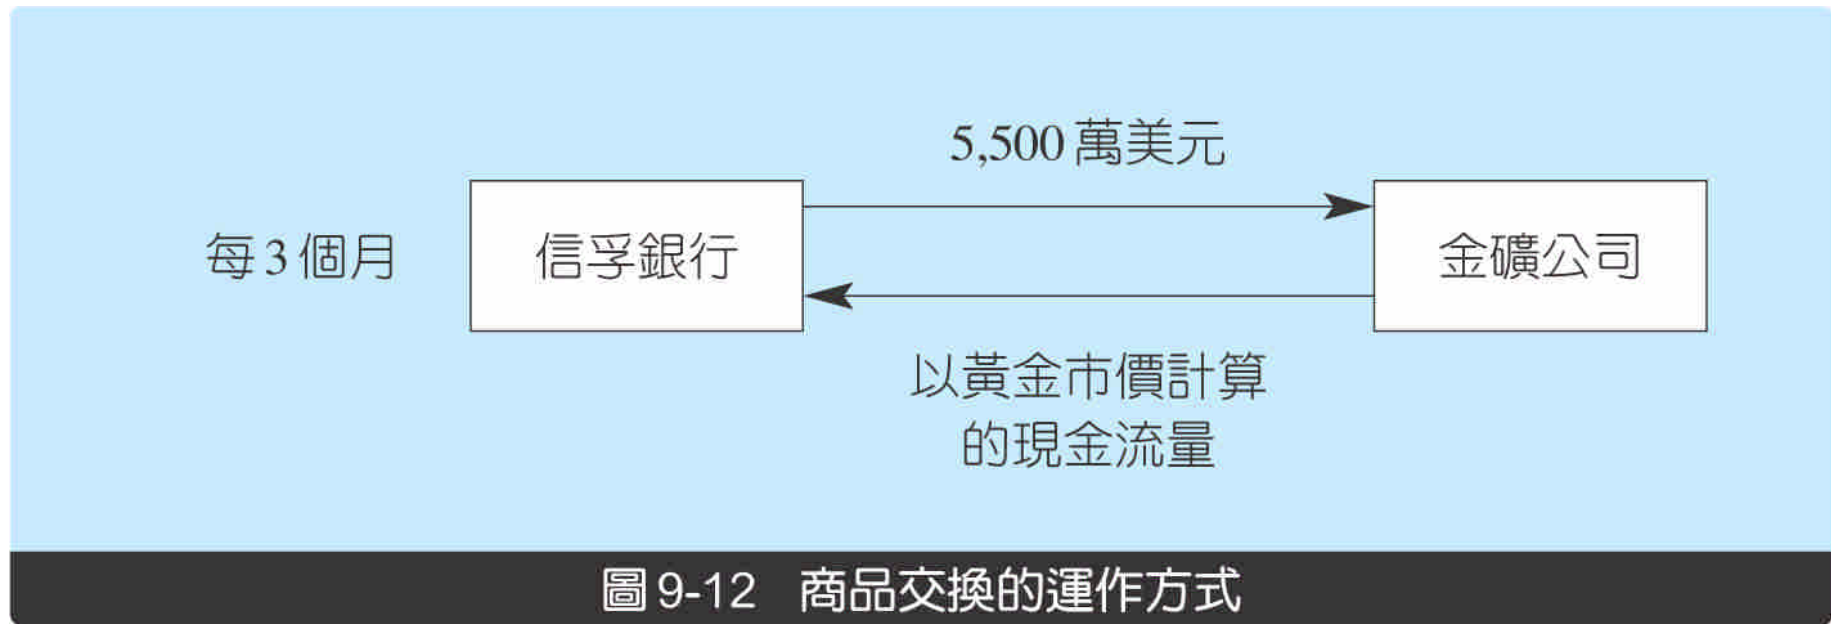 5,500 萬美元
每 3 個月
信孚銀行
金礦公司
以黃金市價計算
的現金流量
圖 9-12 商品交換的運作方式